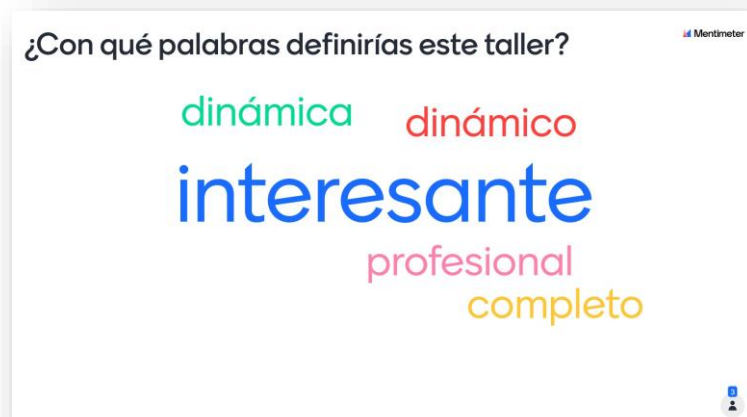 ¿Con qué palabras definirías este taller?
Mentimeter
dinámica
dinámico
interesante
profesional
completo
3